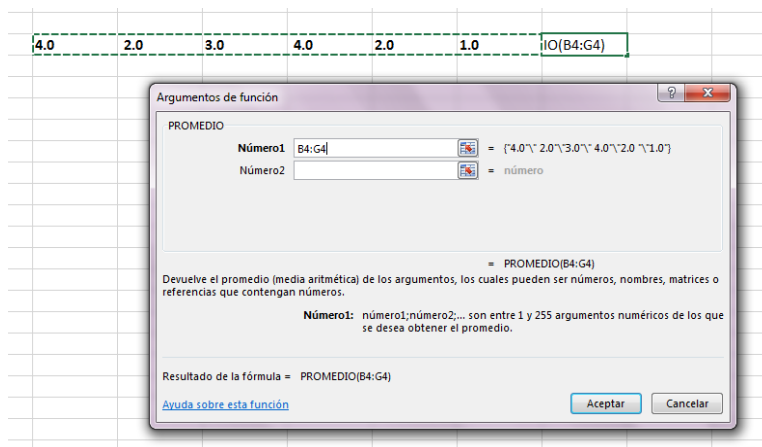 4.0 2.0 3.0 4.0 2.0 1.0 IO(B4:G4)
Argumentos de función
PROMEDIO
Número1 B4:G4 = {"4.0"\" 2.0"\"3.0"\" 4.0"\"2.0 "\"1.0"}
Número2 = número
= PROMEDIO(B4:G4)
Devuelve el promedio (media aritmética) de los argumentos, los cuales pueden ser números, nombres, matrices o
referencias que contengan números.
Número1: número1;número2;... son entre 1 y 255 argumentos numéricos de los que
se desea obtener el promedio.
Resultado de la fórmula = PROMEDIO(B4:G4)
Ayuda sobre esta función Aceptar Cancelar